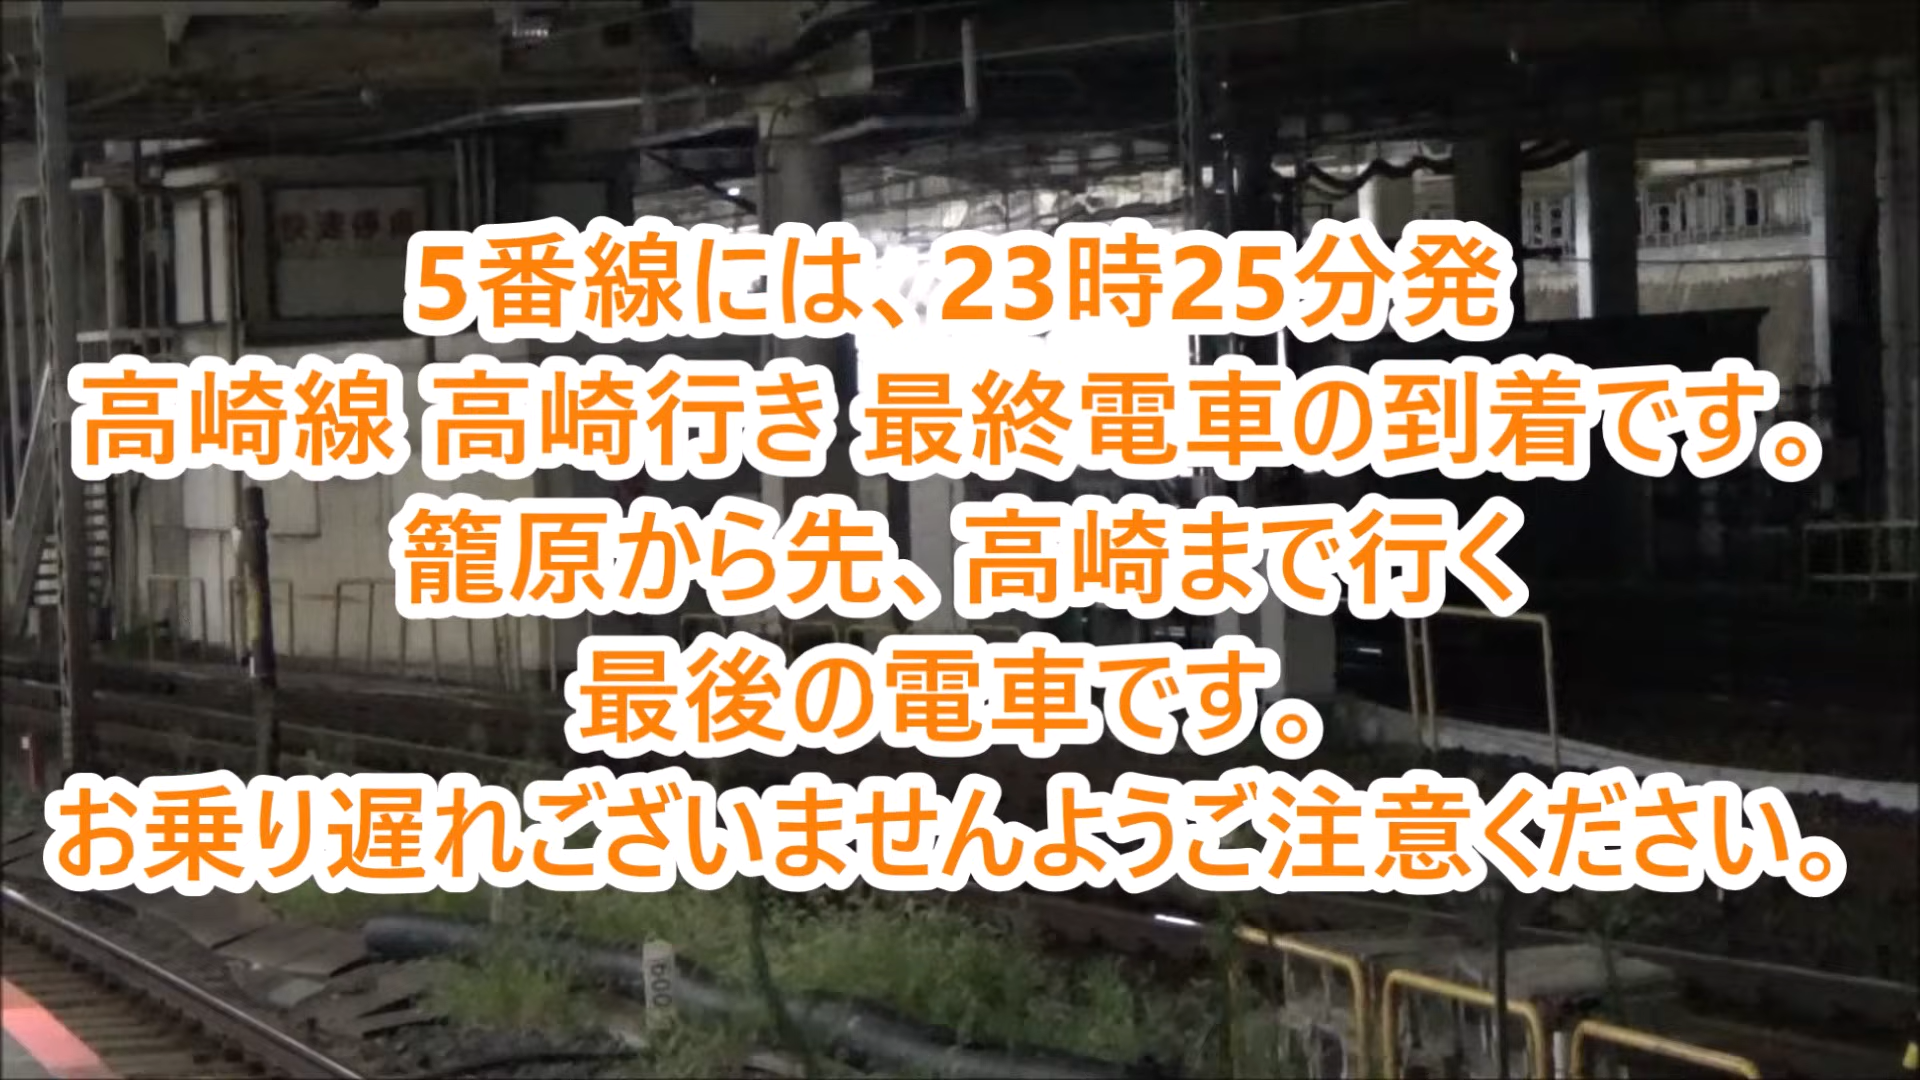 5番線には、23時25分発
高崎線 高崎行き 最終電車の到着です。
籠原から先、高崎まで行く
最後の電車です。
お乗り遅れございませんようご注意ください。